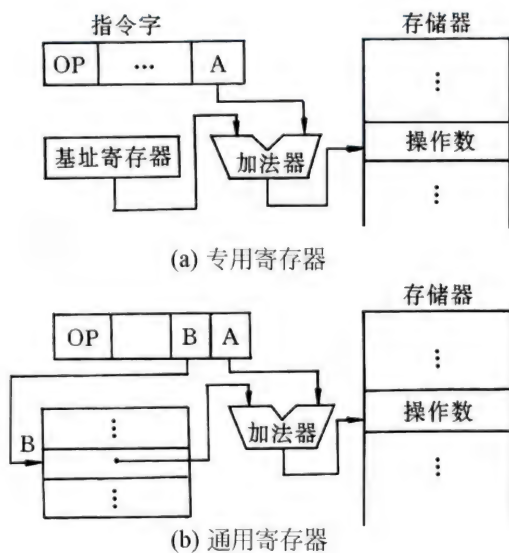 指令字
存储器
OP
…
A
⋮
基址寄存器
加法器
操作数
⋮
(a) 专用寄存器
存储器
OP
B
A
⋮
B
⋮
加法器
操作数
⋮
⋮
(b) 通用寄存器